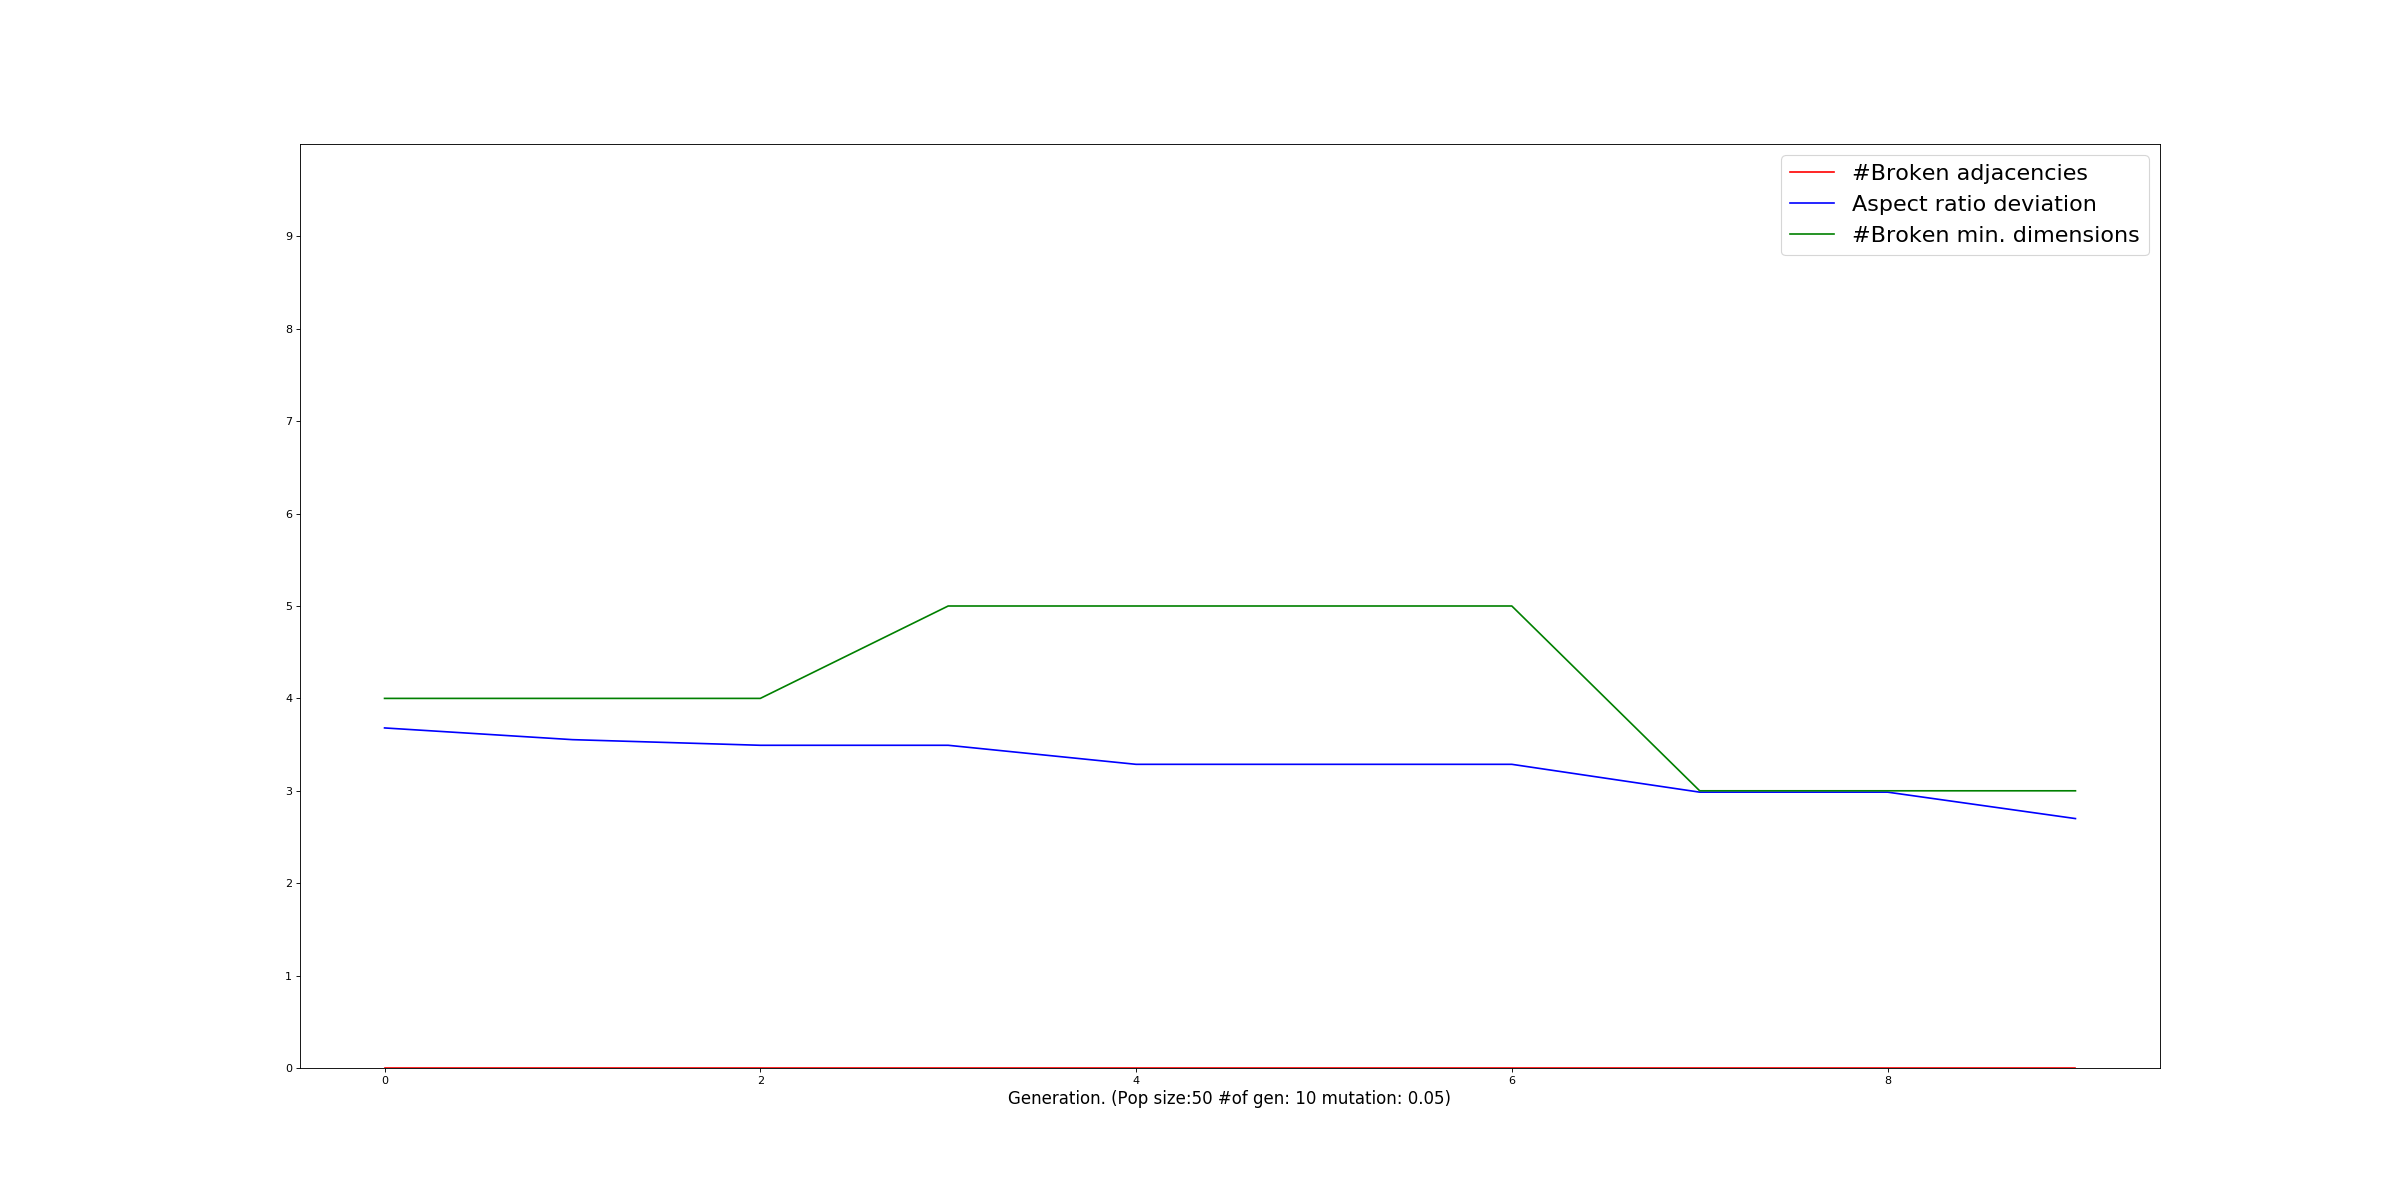 #Broken adjacencies
Aspect ratio deviation
#Broken min. dimensions
9
8
7
6
5
4
3
2
1
0
0 2 4 6 8
Generation. (Pop size:50 #of gen: 10 mutation: 0.05)